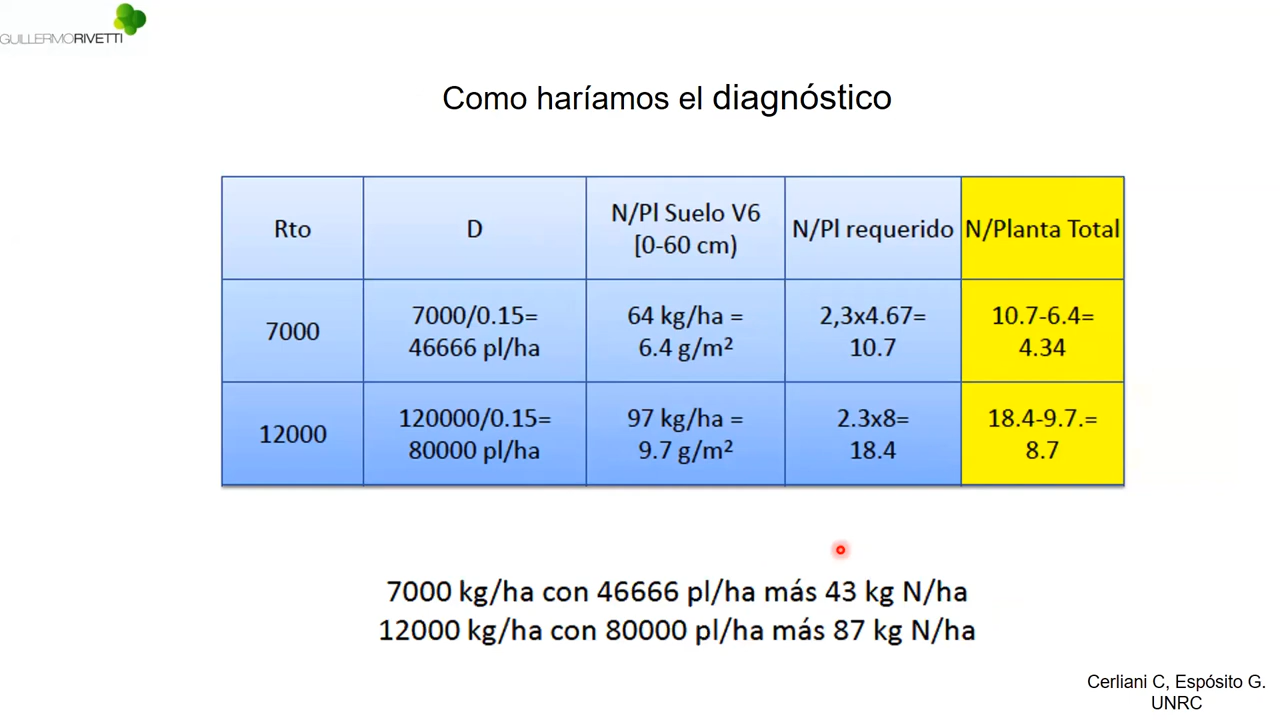 GUILLERMORIVETTI
Como haríamos el diagnóstico
Rto
D
N/Pl Suelo V6
[0-60 cm)
N/Pl requerido
N/Planta Total
7000
7000/0.15=
46666 pl/ha
64 kg/ha =
6.4 g/m²
2,3x4.67=
10.7
10.7-6.4=
4.34
12000
120000/0.15=
80000 pl/ha
97 kg/ha =
9.7 g/m²
2.3x8=
18.4
18.4-9.7.=
8.7
7000 kg/ha con 46666 pl/ha más 43 kg N/ha
12000 kg/ha con 80000 pl/ha más 87 kg N/ha
Cerliani C, Espósito G.
UNRC